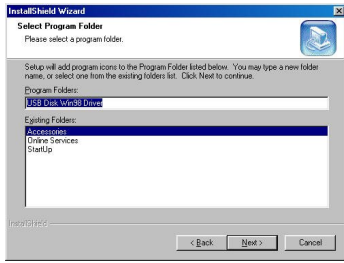 InstallShield Wizard
Select Program Folder
Please select a program folder.
Setup will add program icons to the Program Folder listed below. You may type a new folder
name, or select one from the existing folders list. Click Next to continue.
Program Folders:
USB Disk Win98 Driver
Existing Folders:
Accessories
Online Services
StartUp
InstallShield
< Back
Next >
Cancel